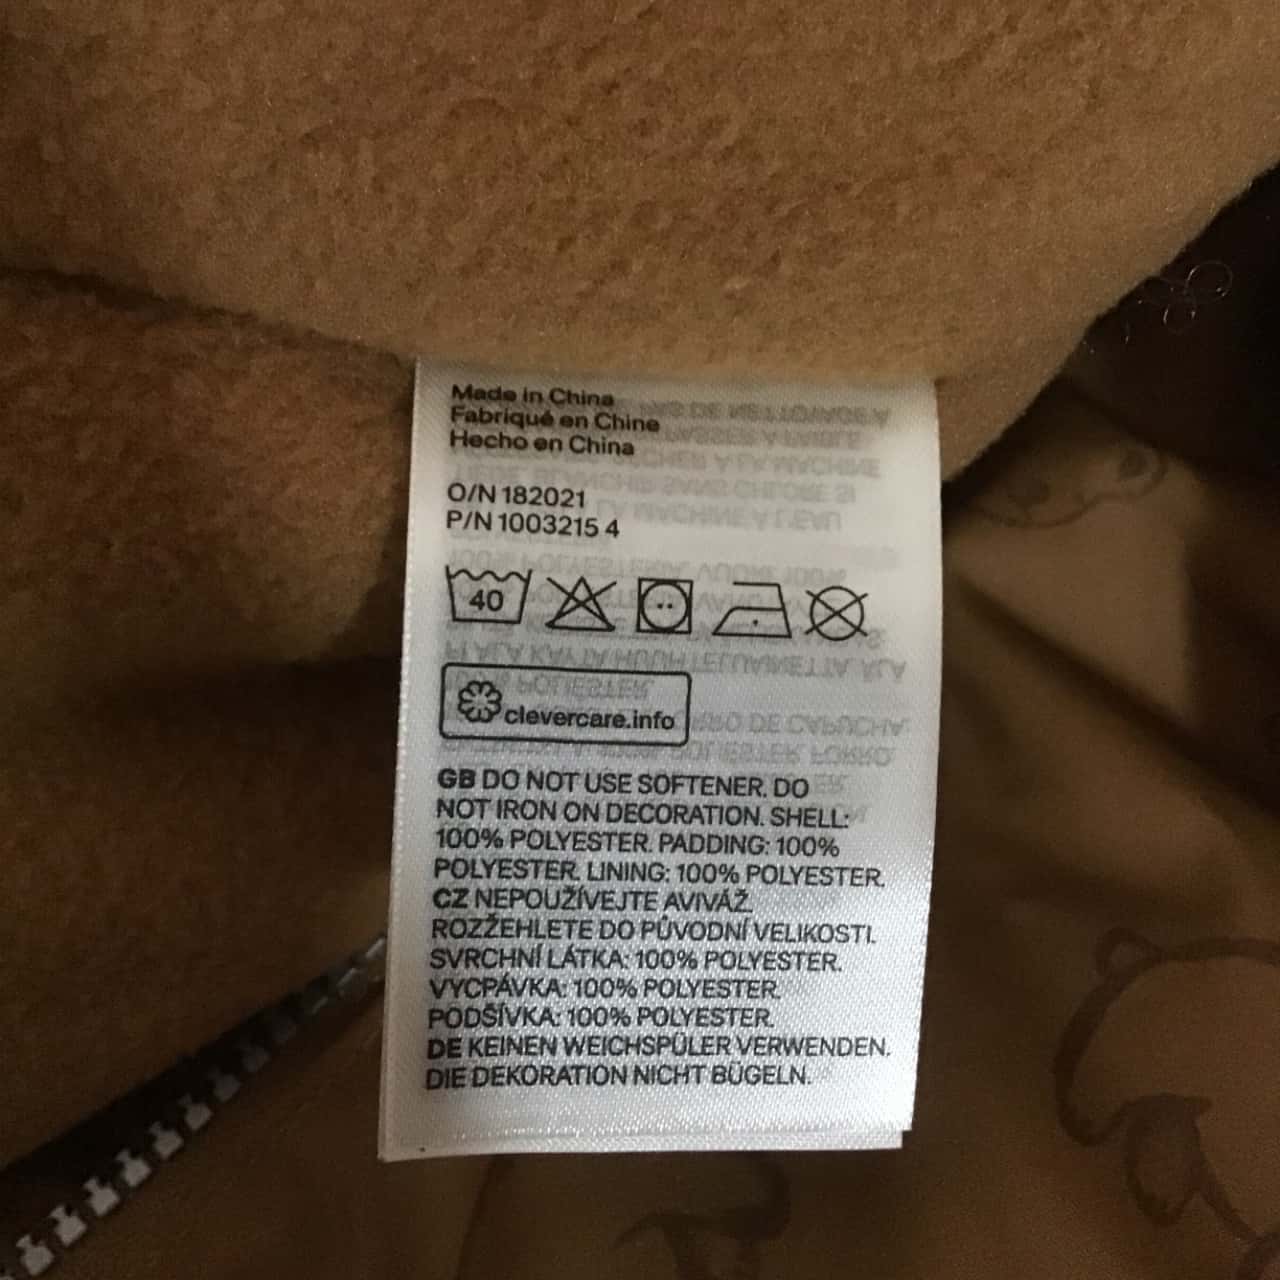 Made in China
Fabriqué en Chine
Hecho en China
O/N 182021
P/N 1003215 4
40
clevercare.info
GB DO NOT USE SOFTENER. DO
NOT IRON ON DECORATION. SHELL:
100% POLYESTER. PADDING: 100%
POLYESTER. LINING: 100% POLYESTER.
CZ NEPOUŽÍVEJTE AVIVÁŽ.
ROZŽEHLETE DO PŮVODNÍ VELIKOSTI.
SVRCHNÍ LÁTKA: 100% POLYESTER.
VYCPÁVKA: 100% POLYESTER.
PODŠÍVKA: 100% POLYESTER.
DE KEINEN WEICHSPÜLER VERWENDEN.
DIE DEKORATION NICHT BÜGELN.